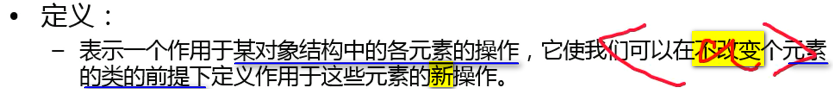 • 定义：
– 表示一个作用于某对象结构中的各元素的操作，它使我们可以在不改变个元素
的类的前提下定义作用于这些元素的新操作。